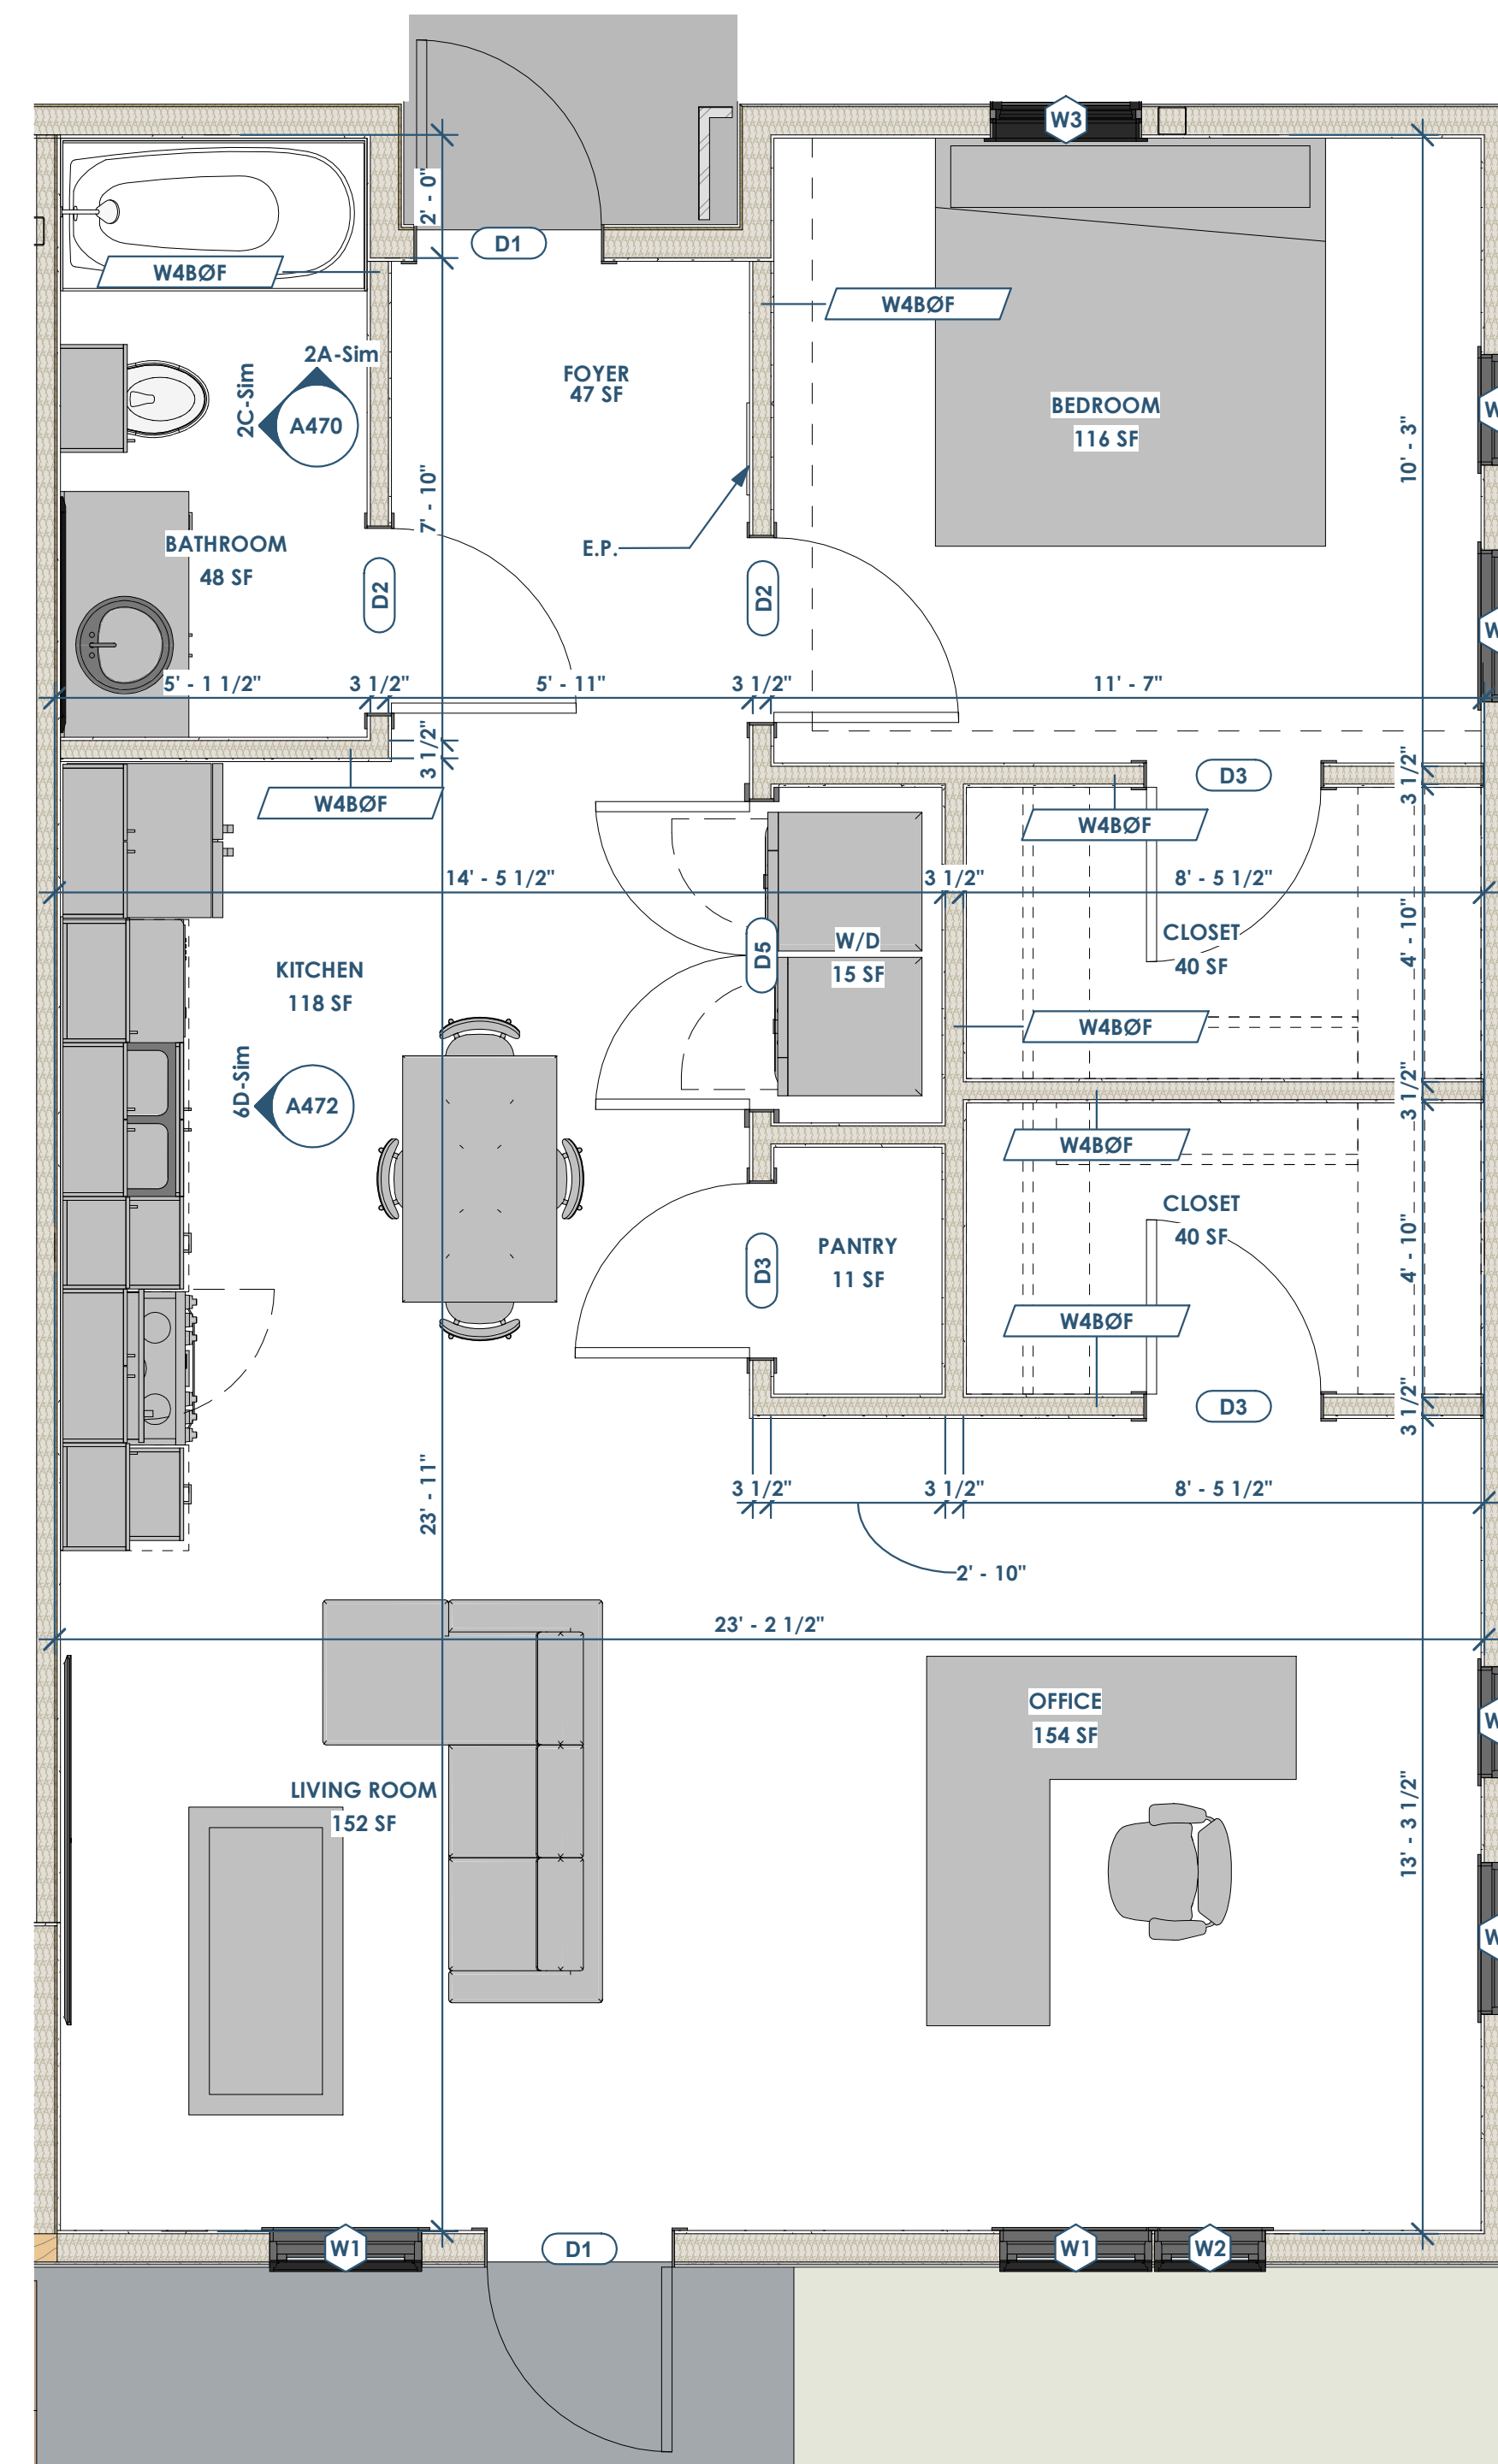 W3
2' - 0"
D1
W4BØF
W4BØF
2A-Sim
2C-Sim
A470
FOYER
47 SF
BEDROOM
116 SF
10' - 3"
7' - 10"
E.P.
BATHROOM
48 SF
D2
D2
5' - 1 1/2"
3 1/2"
5' - 11"
3 1/2"
11' - 7"
3 1/2"
D3
3 1/2"
W4BØF
W4BØF
14' - 5 1/2"
3 1/2"
8' - 5 1/2"
D5
W/D
15 SF
CLOSET
40 SF
4' - 10"
KITCHEN
118 SF
W4BØF
6D-Sim
A472
3 1/2"
W4BØF
CLOSET
40 SF
4' - 10"
PANTRY
11 SF
D3
W4BØF
D3
3 1/2"
23' - 11"
3 1/2"
3 1/2"
8' - 5 1/2"
2' - 10"
23' - 2 1/2"
OFFICE
154 SF
LIVING ROOM
152 SF
13' - 3 1/2"
W1
D1
W1
W2